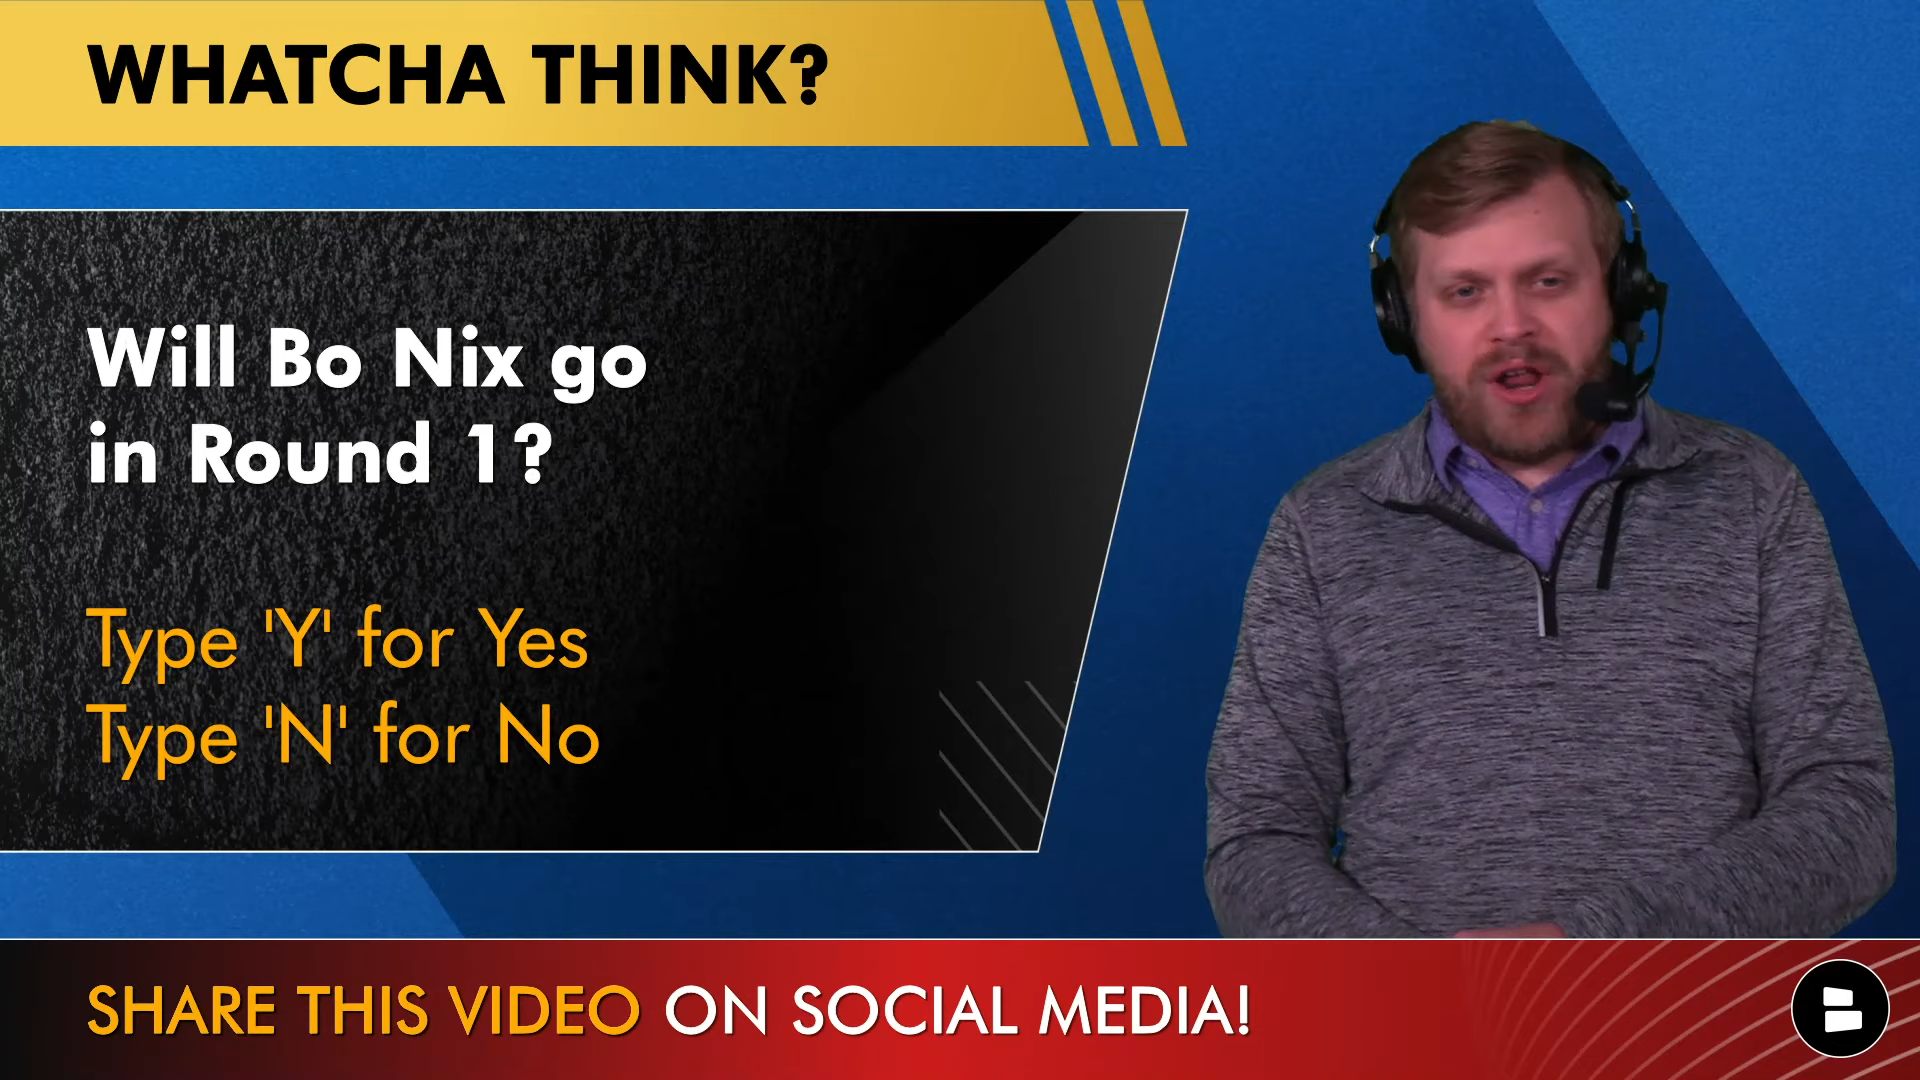 WHATCHA THINK?
Will Bo Nix go
in Round 1?
Type 'Y' for Yes
Type 'N' for No
SHARE THIS VIDEO ON SOCIAL MEDIA!